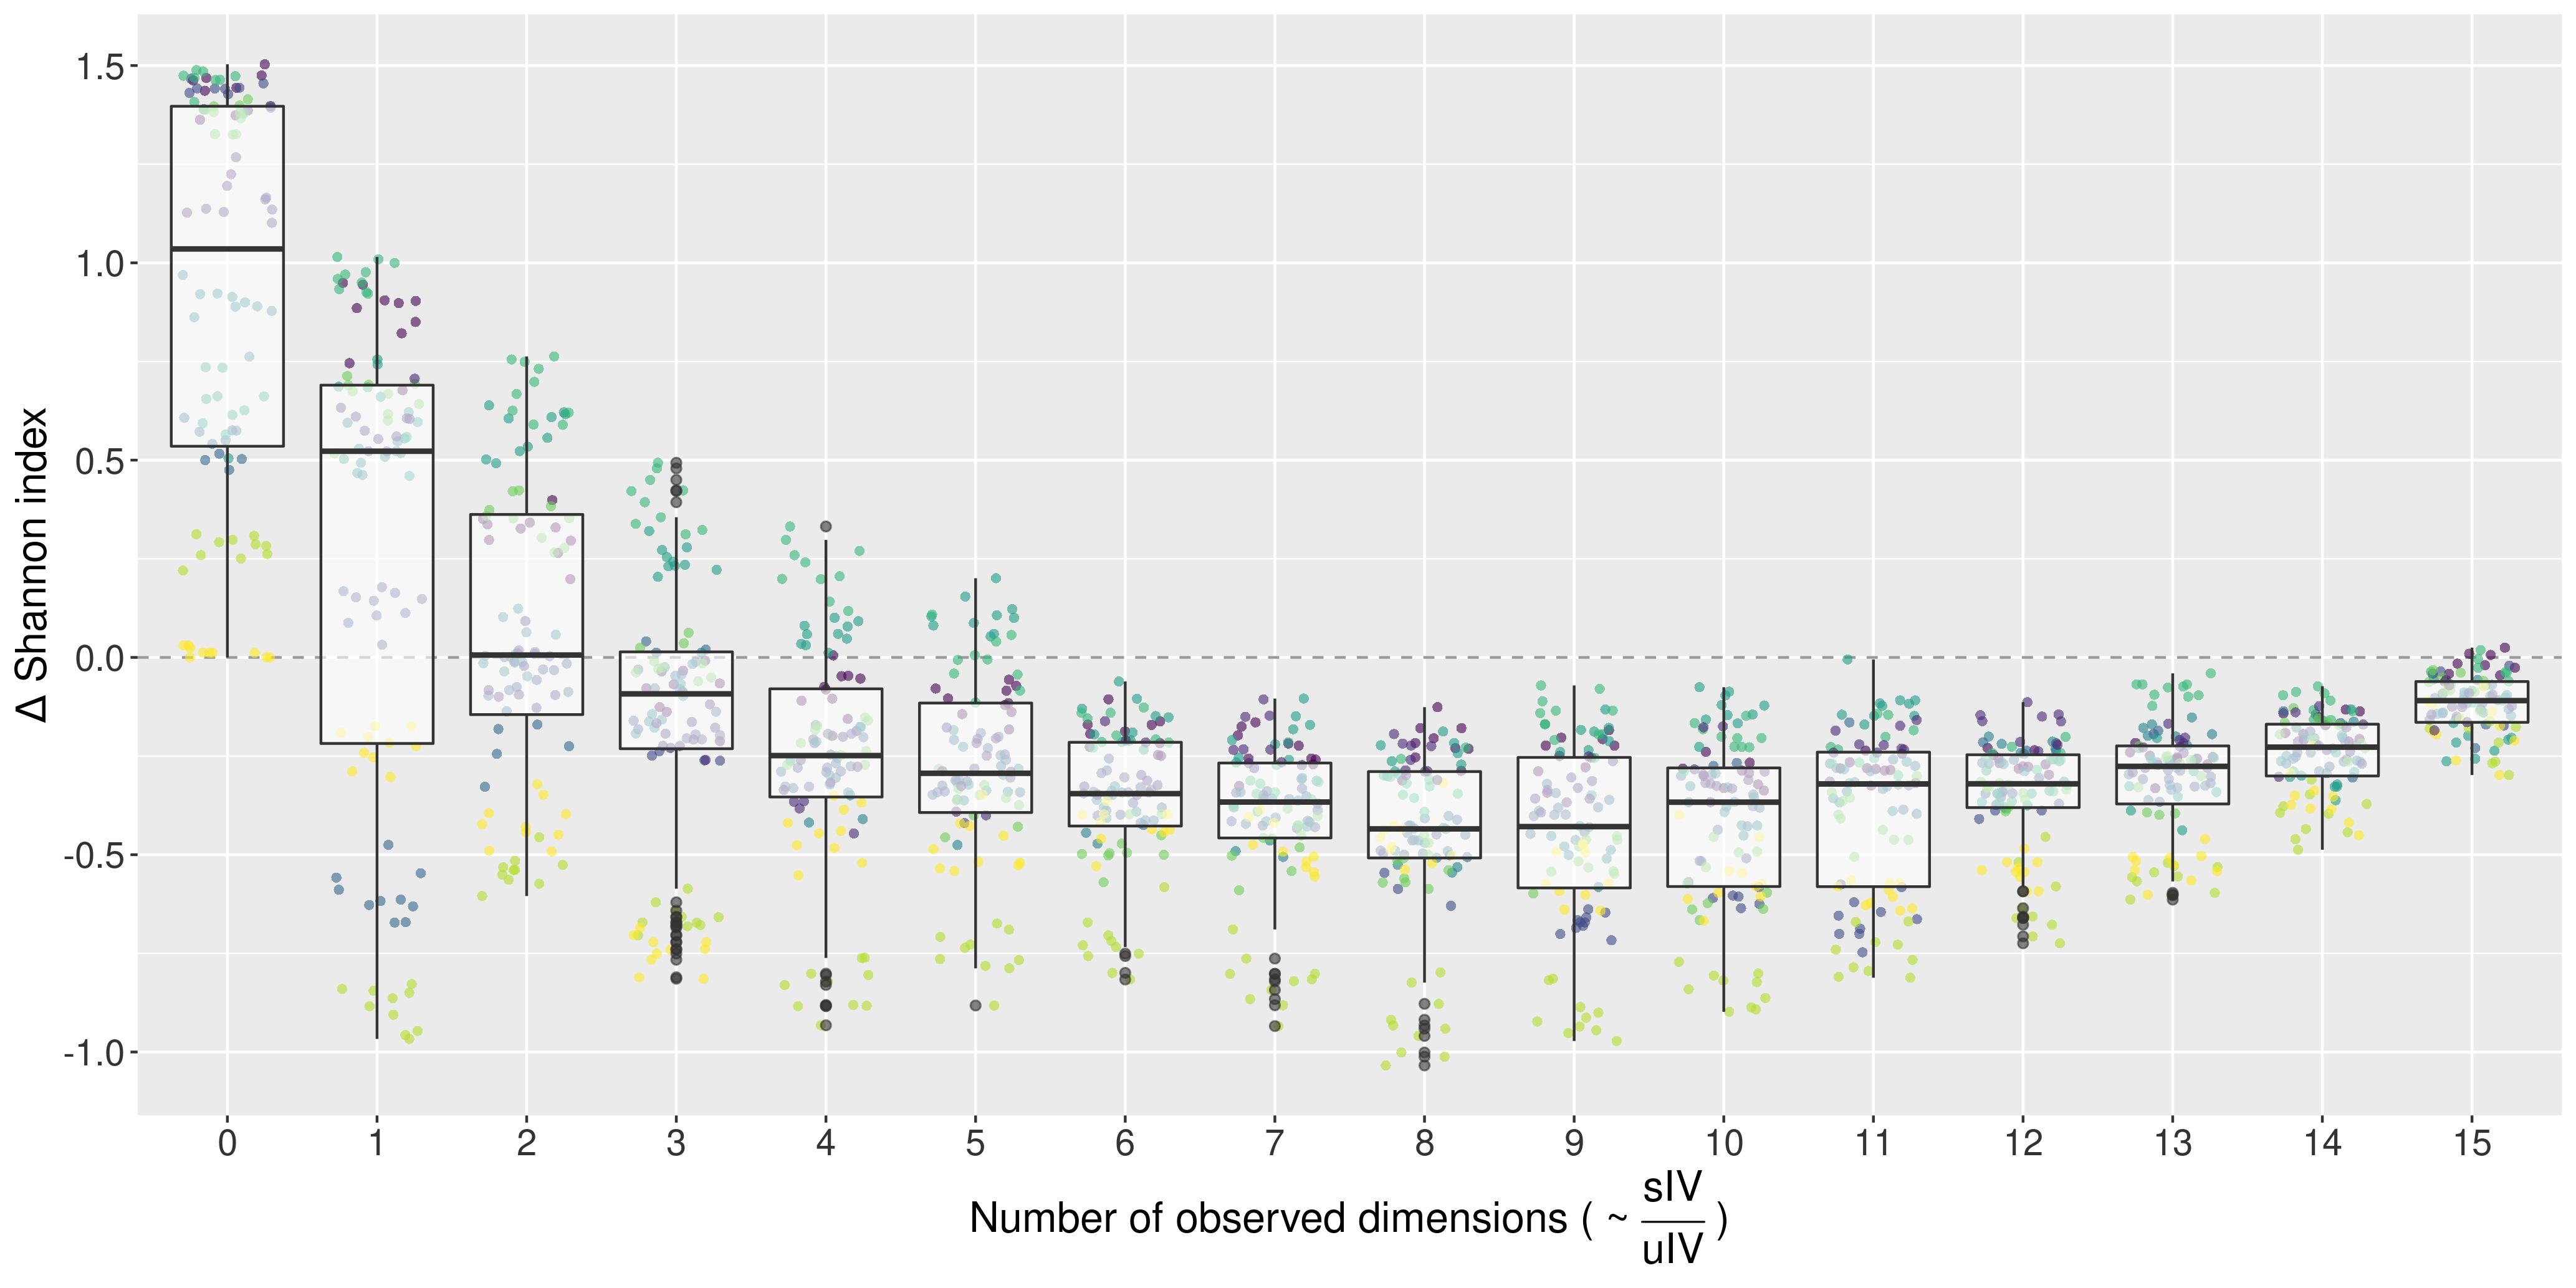 Δ Shannon index
1.5
1.0
0.5
0.0
-0.5
-1.0
0 1 2 3 4 5 6 7 8 9 10 11 12 13 14 15
Number of observed dimensions ( ~ sIV / uIV )